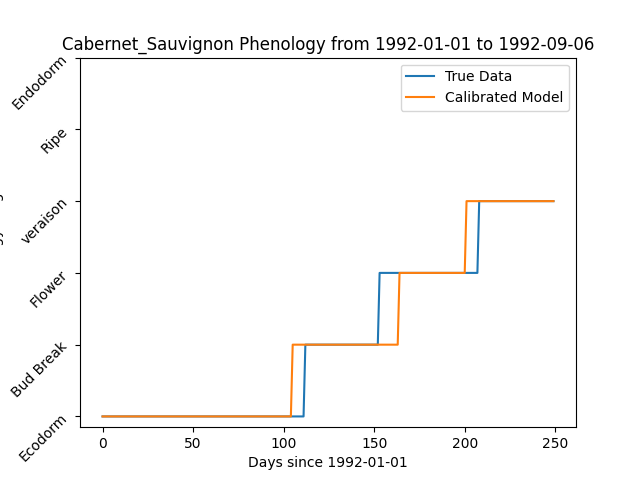 Cabernet_Sauvignon Phenology from 1992-01-01 to 1992-09-06
True Data
Calibrated Model
Endodorm
Ripe
veraison
Flower
Bud Break
Ecodorm
0 50 100 150 200 250
Days since 1992-01-01